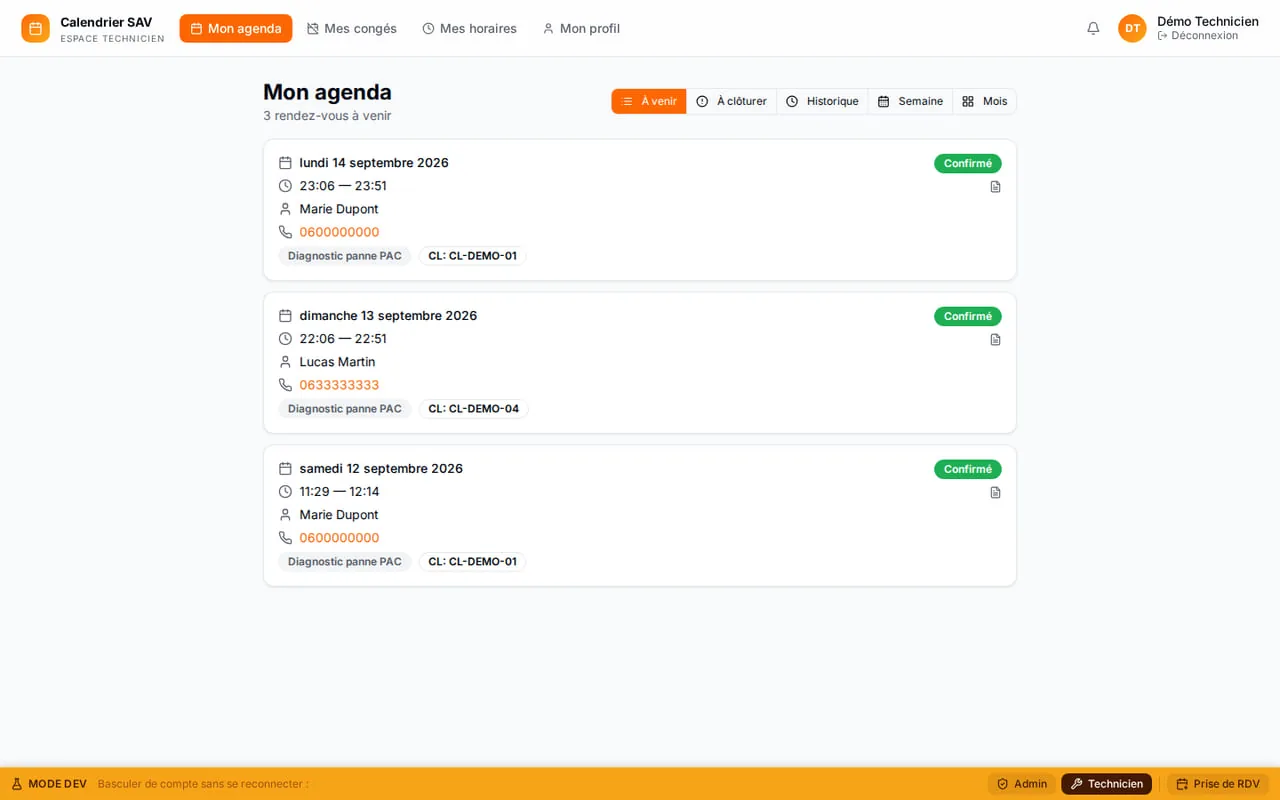 Calendrier SAV
ESPACE TECHNICIEN
Mon agenda
Mes congés
Mes horaires
Mon profil
DT
Démo Technicien
Déconnexion
Mon agenda
3 rendez-vous à venir
À venir
À clôturer
Historique
Semaine
Mois
lundi 14 septembre 2026
Confirmé
23:06 — 23:51
Marie Dupont
0600000000
Diagnostic panne PAC
CL: CL-DEMO-01
dimanche 13 septembre 2026
Confirmé
22:06 — 22:51
Lucas Martin
0633333333
Diagnostic panne PAC
CL: CL-DEMO-04
samedi 12 septembre 2026
Confirmé
11:29 — 12:14
Marie Dupont
0600000000
Diagnostic panne PAC
CL: CL-DEMO-01
MODE DEV
Basculer de compte sans se reconnecter :
Admin
Technicien
Prise de RDV